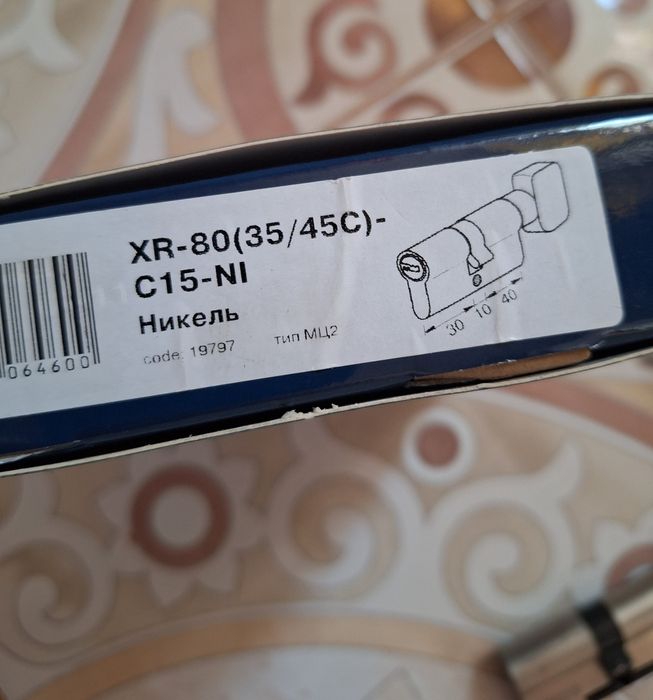 XR-80(35/45C)-
C15-NI
Никель
code: 19797 тип МЦ2
064600
30 10 40